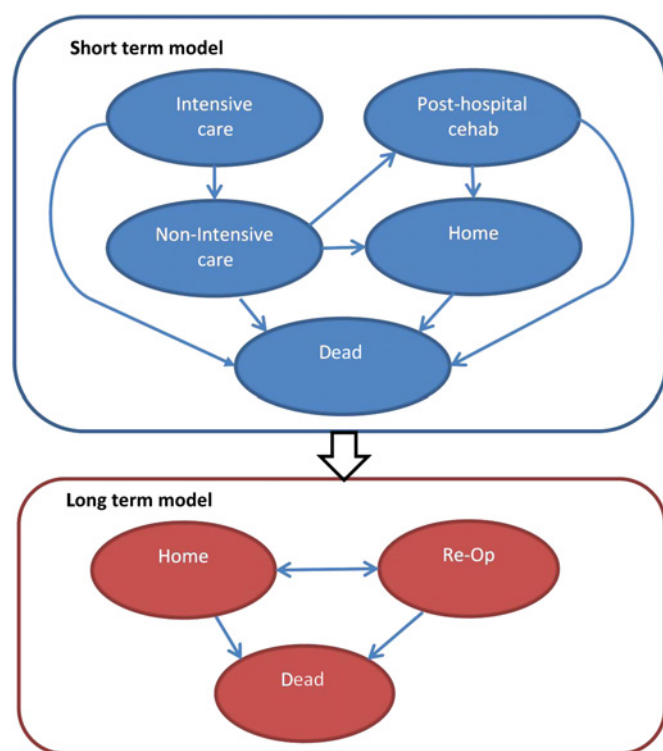 Short term model
Intensive
care
Post-hospital
cehab
Non-Intensive
care
Home
Dead
Long term model
Home
Re-Op
Dead